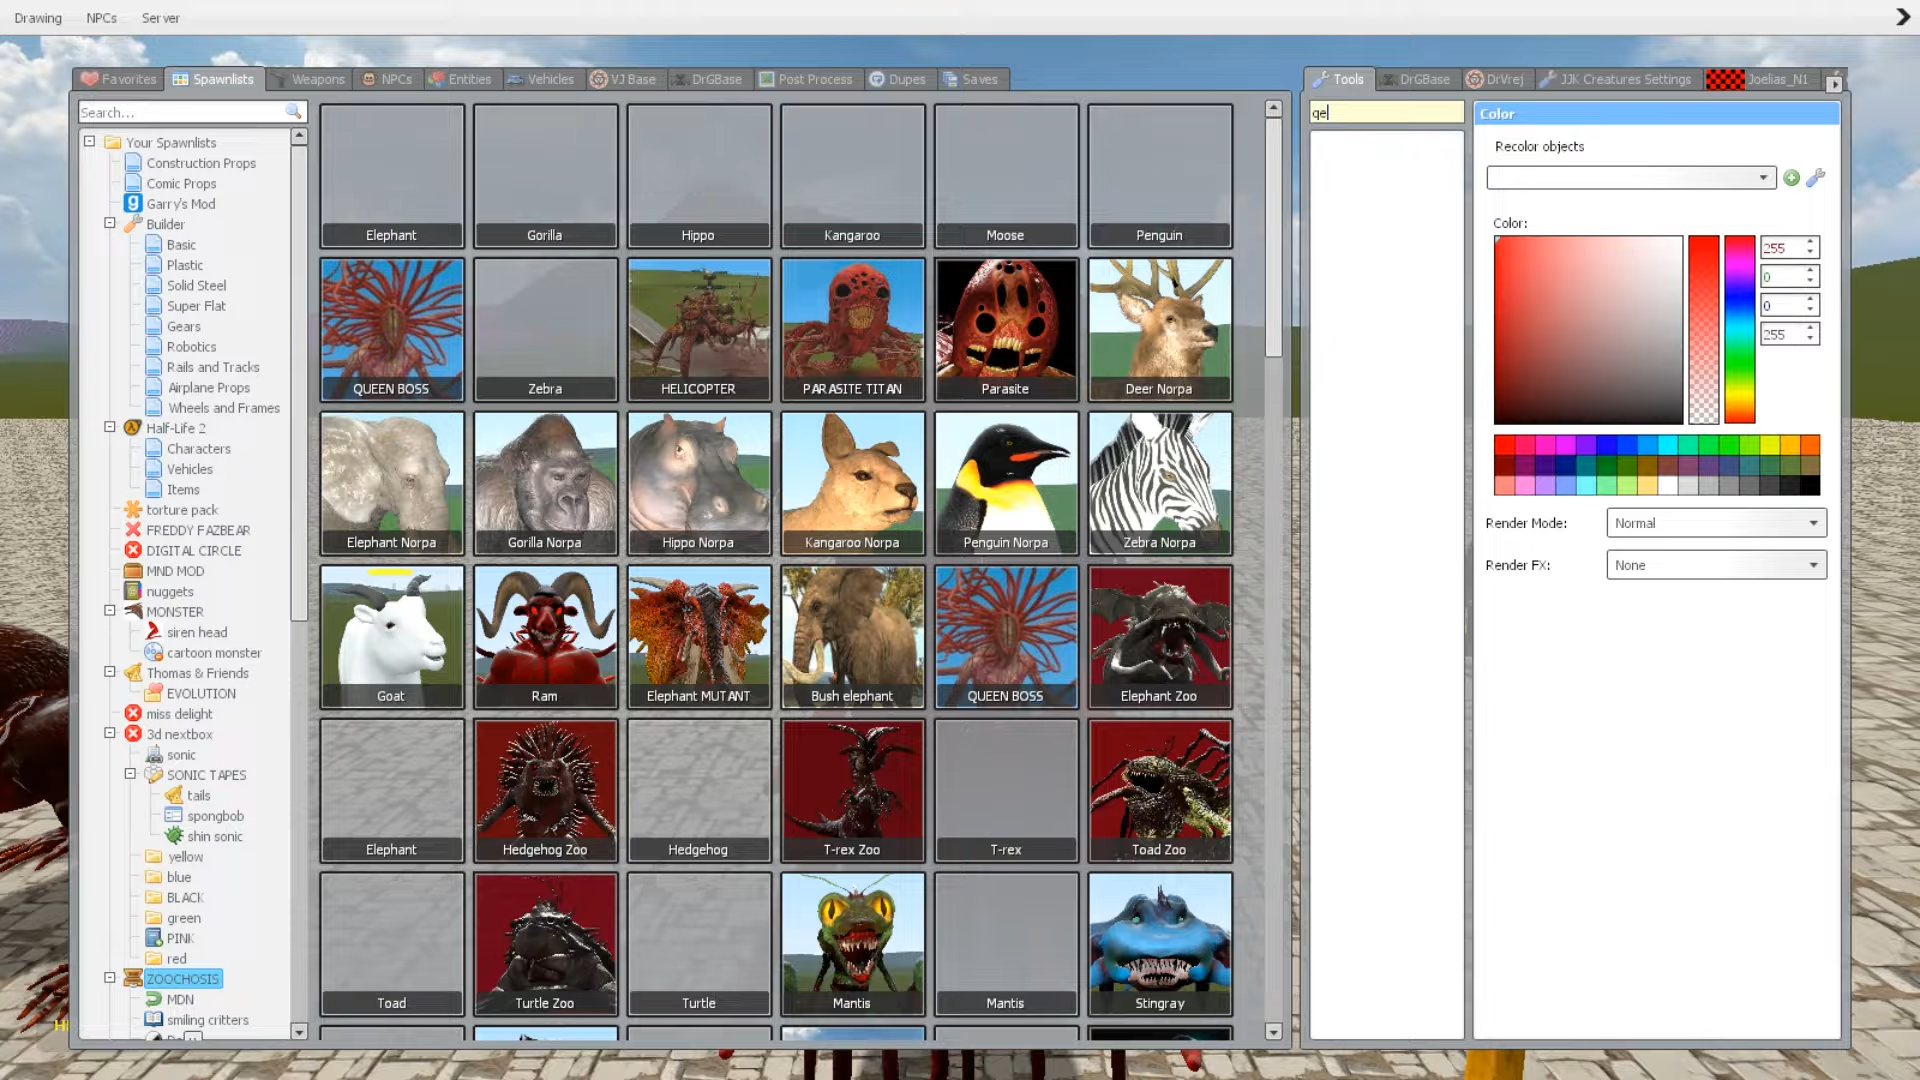 Drawing NPCs Server
Favorites Spawnlists Weapons NPCs Entities Vehicles VJ Base DrGBase Post Process Dupes Saves
Tools DrGBase DrVrej JJK Creatures Settings Joelias_N1
Search...
Your Spawnlists
Construction Props
Comic Props
Garry's Mod
Builder
Basic
Plastic
Solid Steel
Super Flat
Gears
Robotics
Rails and Tracks
Airplane Props
Wheels and Frames
Half-Life 2
Characters
Vehicles
Items
torture pack
FREDDY FAZBEAR
DIGITAL CIRCLE
MND MOD
nuggets
MONSTER
siren head
cartoon monster
Thomas & Friends
EVOLUTION
miss delight
3d nextbox
sonic
SONIC TAPES
tails
spongbob
shin sonic
yellow
blue
BLACK
green
PINK
red
ZOOCHOSIS
MDN
smiling critters
Elephant Gorilla Hippo Kangaroo Moose Penguin
QUEEN BOSS Zebra HELICOPTER PARASITE TITAN Parasite Deer Norpa
Elephant Norpa Gorilla Norpa Hippo Norpa Kangaroo Norpa Penguin Norpa Zebra Norpa
Goat Ram Elephant MUTANT Bush elephant QUEEN BOSS Elephant Zoo
Elephant Hedgehog Zoo Hedgehog T-rex Zoo T-rex Toad Zoo
Toad Turtle Zoo Turtle Mantis Mantis Stingray
qe
Color
Recolor objects
Color:
255
0
0
255
Render Mode: Normal
Render FX: None